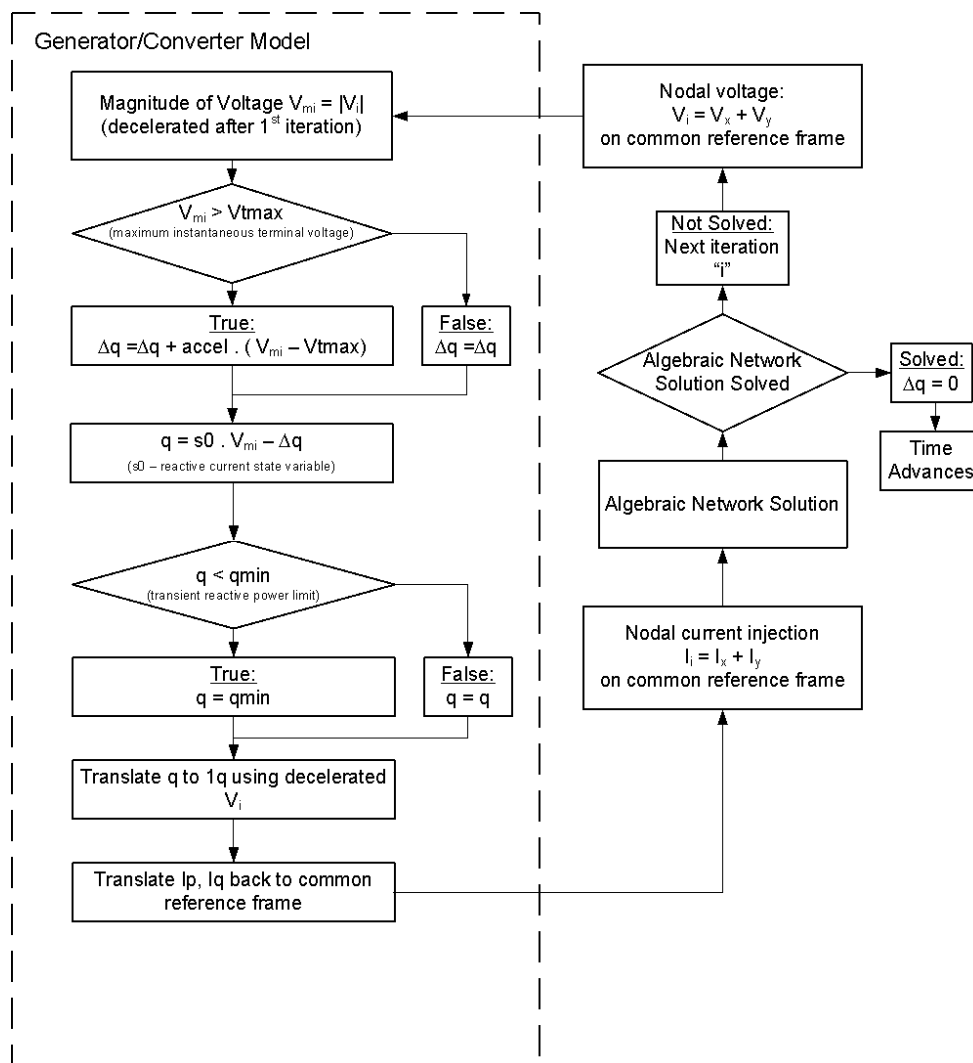 Generator/Converter Model
Magnitude of Voltage Vmi = |Vi|
(decelerated after 1st iteration)
Vmi > Vtmax
(maximum instantaneous terminal voltage)
True:
Δq =Δq + accel . ( Vmi – Vtmax)
False:
Δq =Δq
q = s0 . Vmi – Δq
(s0 – reactive current state variable)
q < qmin
(transient reactive power limit)
True:
q = qmin
False:
q = q
Translate q to 1q using decelerated
Vi
Translate Ip, Iq back to common
reference frame
Nodal voltage:
Vi = Vx + Vy
on common reference frame
Not Solved:
Next iteration
“i”
Algebraic Network
Solution Solved
Solved:
Δq = 0
Time
Advances
Algebraic Network Solution
Nodal current injection
Ii = Ix + Iy
on common reference frame